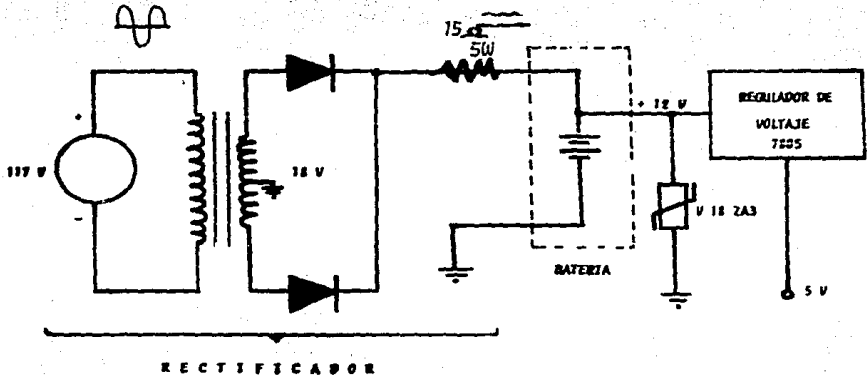 15 Ω
5W
REGULADOR DE
VOLTAJE
7805
+ 12 V
+
117 V
-
18 V
V 18 ZA3
BATERIA
5 V
RECTIFICADOR